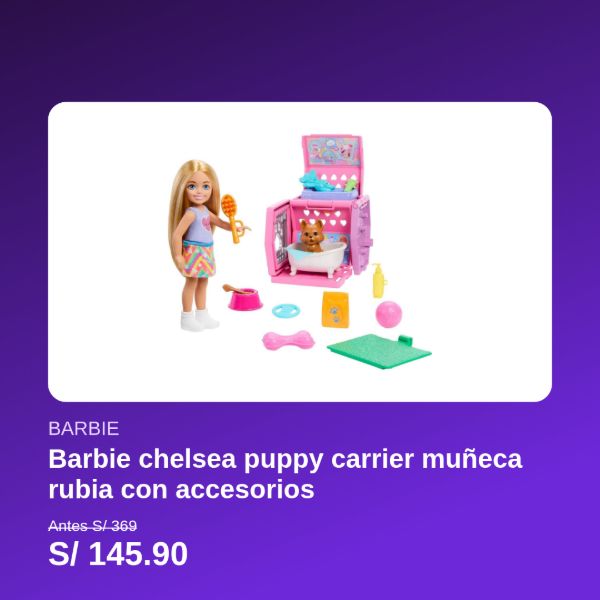 BARBIE
Barbie chelsea puppy carrier muñeca
rubia con accesorios
Antes S/ 369
S/ 145.90